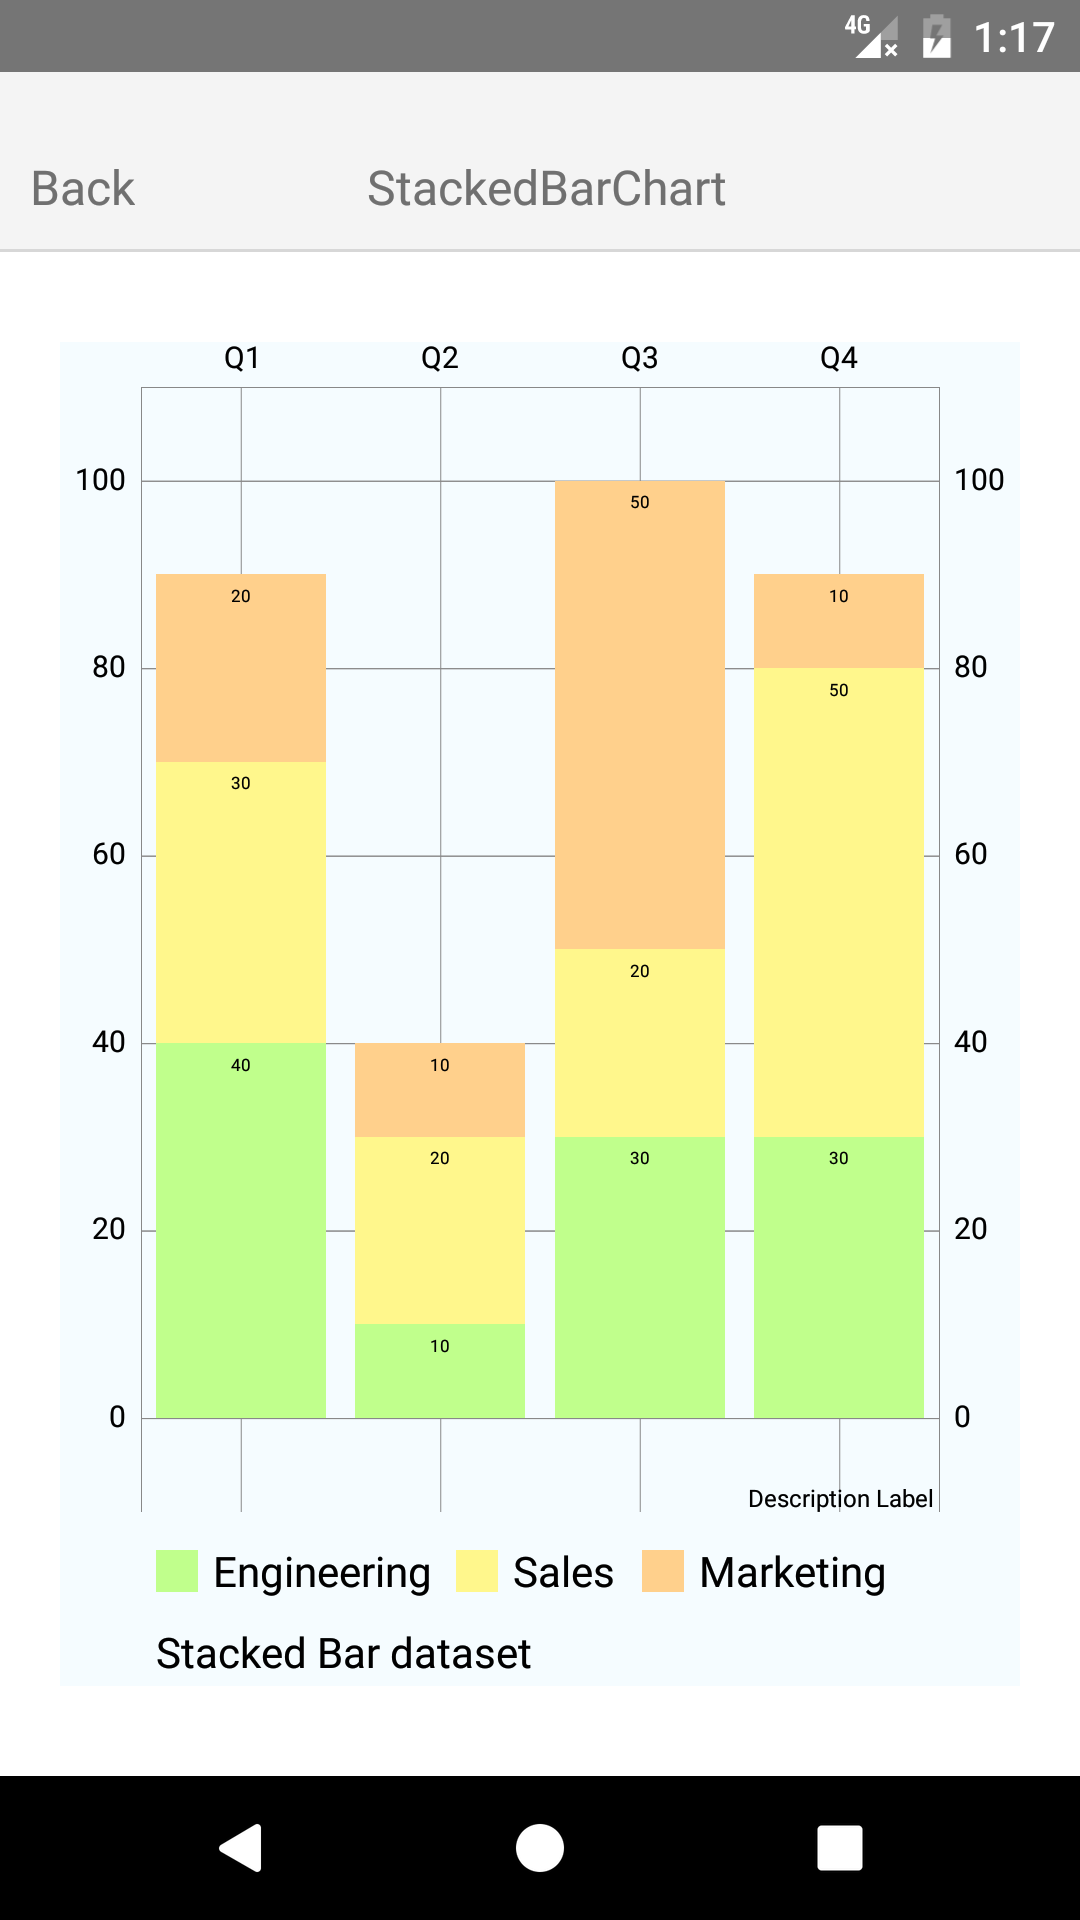 4G 1:17
Back StackedBarChart
Q1 Q2 Q3 Q4
100 100
50
20 10
80 80
50
30
60 60
20
40 40
40 10
20 30 30
20 20
10
0 0
Description Label
Engineering Sales Marketing
Stacked Bar dataset